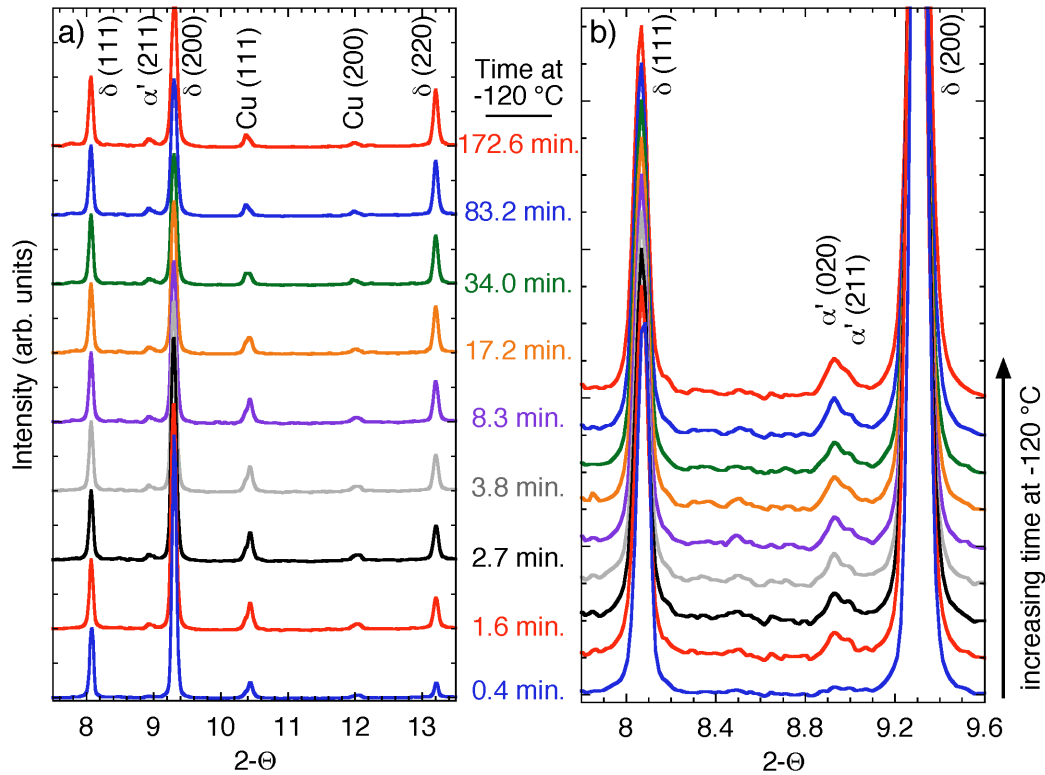 a)
δ (111)
α' (211)
δ (200)
Cu (111)
Cu (200)
δ (220)
Time at
-120 °C
172.6 min.
83.2 min.
34.0 min.
17.2 min.
8.3 min.
3.8 min.
2.7 min.
1.6 min.
0.4 min.
Intensity (arb. units)
8 9 10 11 12 13
2-Θ
b)
δ (111)
α' (020)
α' (211)
δ (200)
increasing time at -120 °C
8 8.4 8.8 9.2 9.6
2-Θ